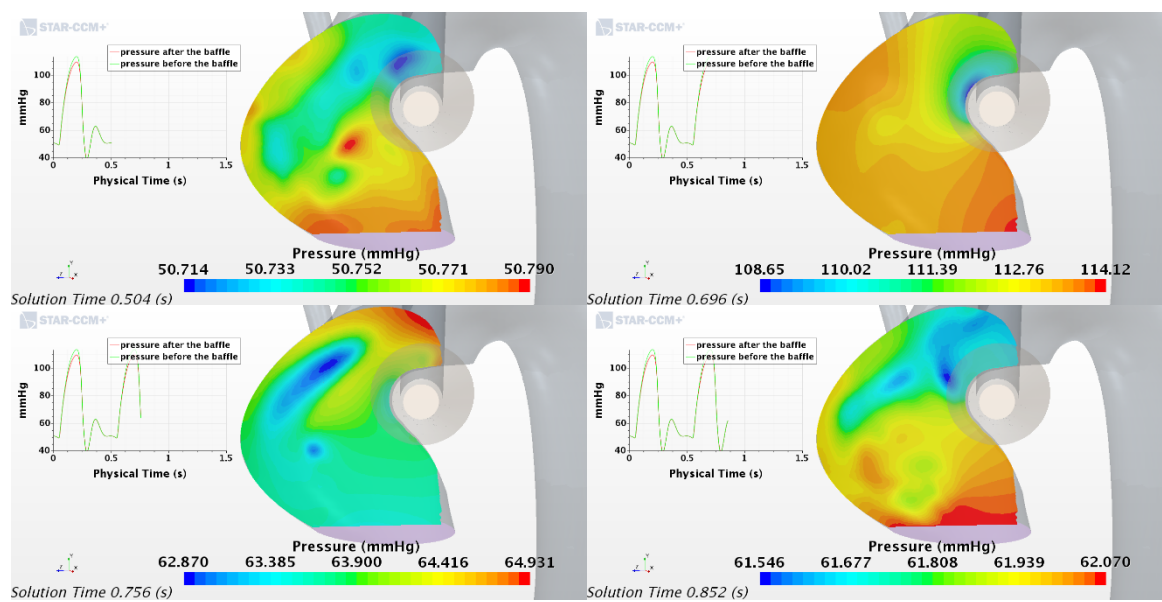 STAR-CCM+
pressure after the baffle
pressure before the baffle
100
80
60
40
mmHg
0 0.5 1 1.5
Physical Time (s)
Pressure (mmHg)
50.714 50.733 50.752 50.771 50.790
Solution Time 0.504 (s)
STAR-CCM+
pressure after the baffle
pressure before the baffle
100
80
60
40
mmHg
0 0.5 1 1.5
Physical Time (s)
Pressure (mmHg)
108.65 110.02 111.39 112.76 114.12
Solution Time 0.696 (s)
STAR-CCM+
pressure after the baffle
pressure before the baffle
100
80
60
40
mmHg
0 0.5 1 1.5
Physical Time (s)
Pressure (mmHg)
62.870 63.385 63.900 64.416 64.931
Solution Time 0.756 (s)
STAR-CCM+
pressure after the baffle
pressure before the baffle
100
80
60
40
mmHg
0 0.5 1 1.5
Physical Time (s)
Pressure (mmHg)
61.546 61.677 61.808 61.939 62.070
Solution Time 0.852 (s)